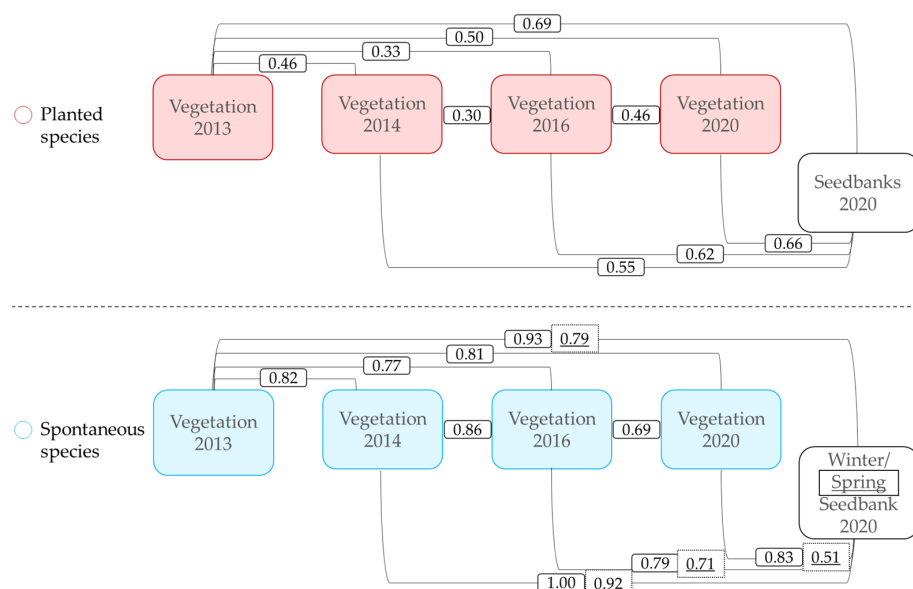 0.69
0.50
0.33
0.46
Planted
species
Vegetation
2013
Vegetation
2014
0.30
Vegetation
2016
0.46
Vegetation
2020
Seedbanks
2020
0.66
0.62
0.55
0.93 0.79
0.81
0.77
0.82
Spontaneous
species
Vegetation
2013
Vegetation
2014
0.86
Vegetation
2016
0.69
Vegetation
2020
Winter/
Spring
Seedbank
2020
0.83 0.51
0.79 0.71
1.00 0.92